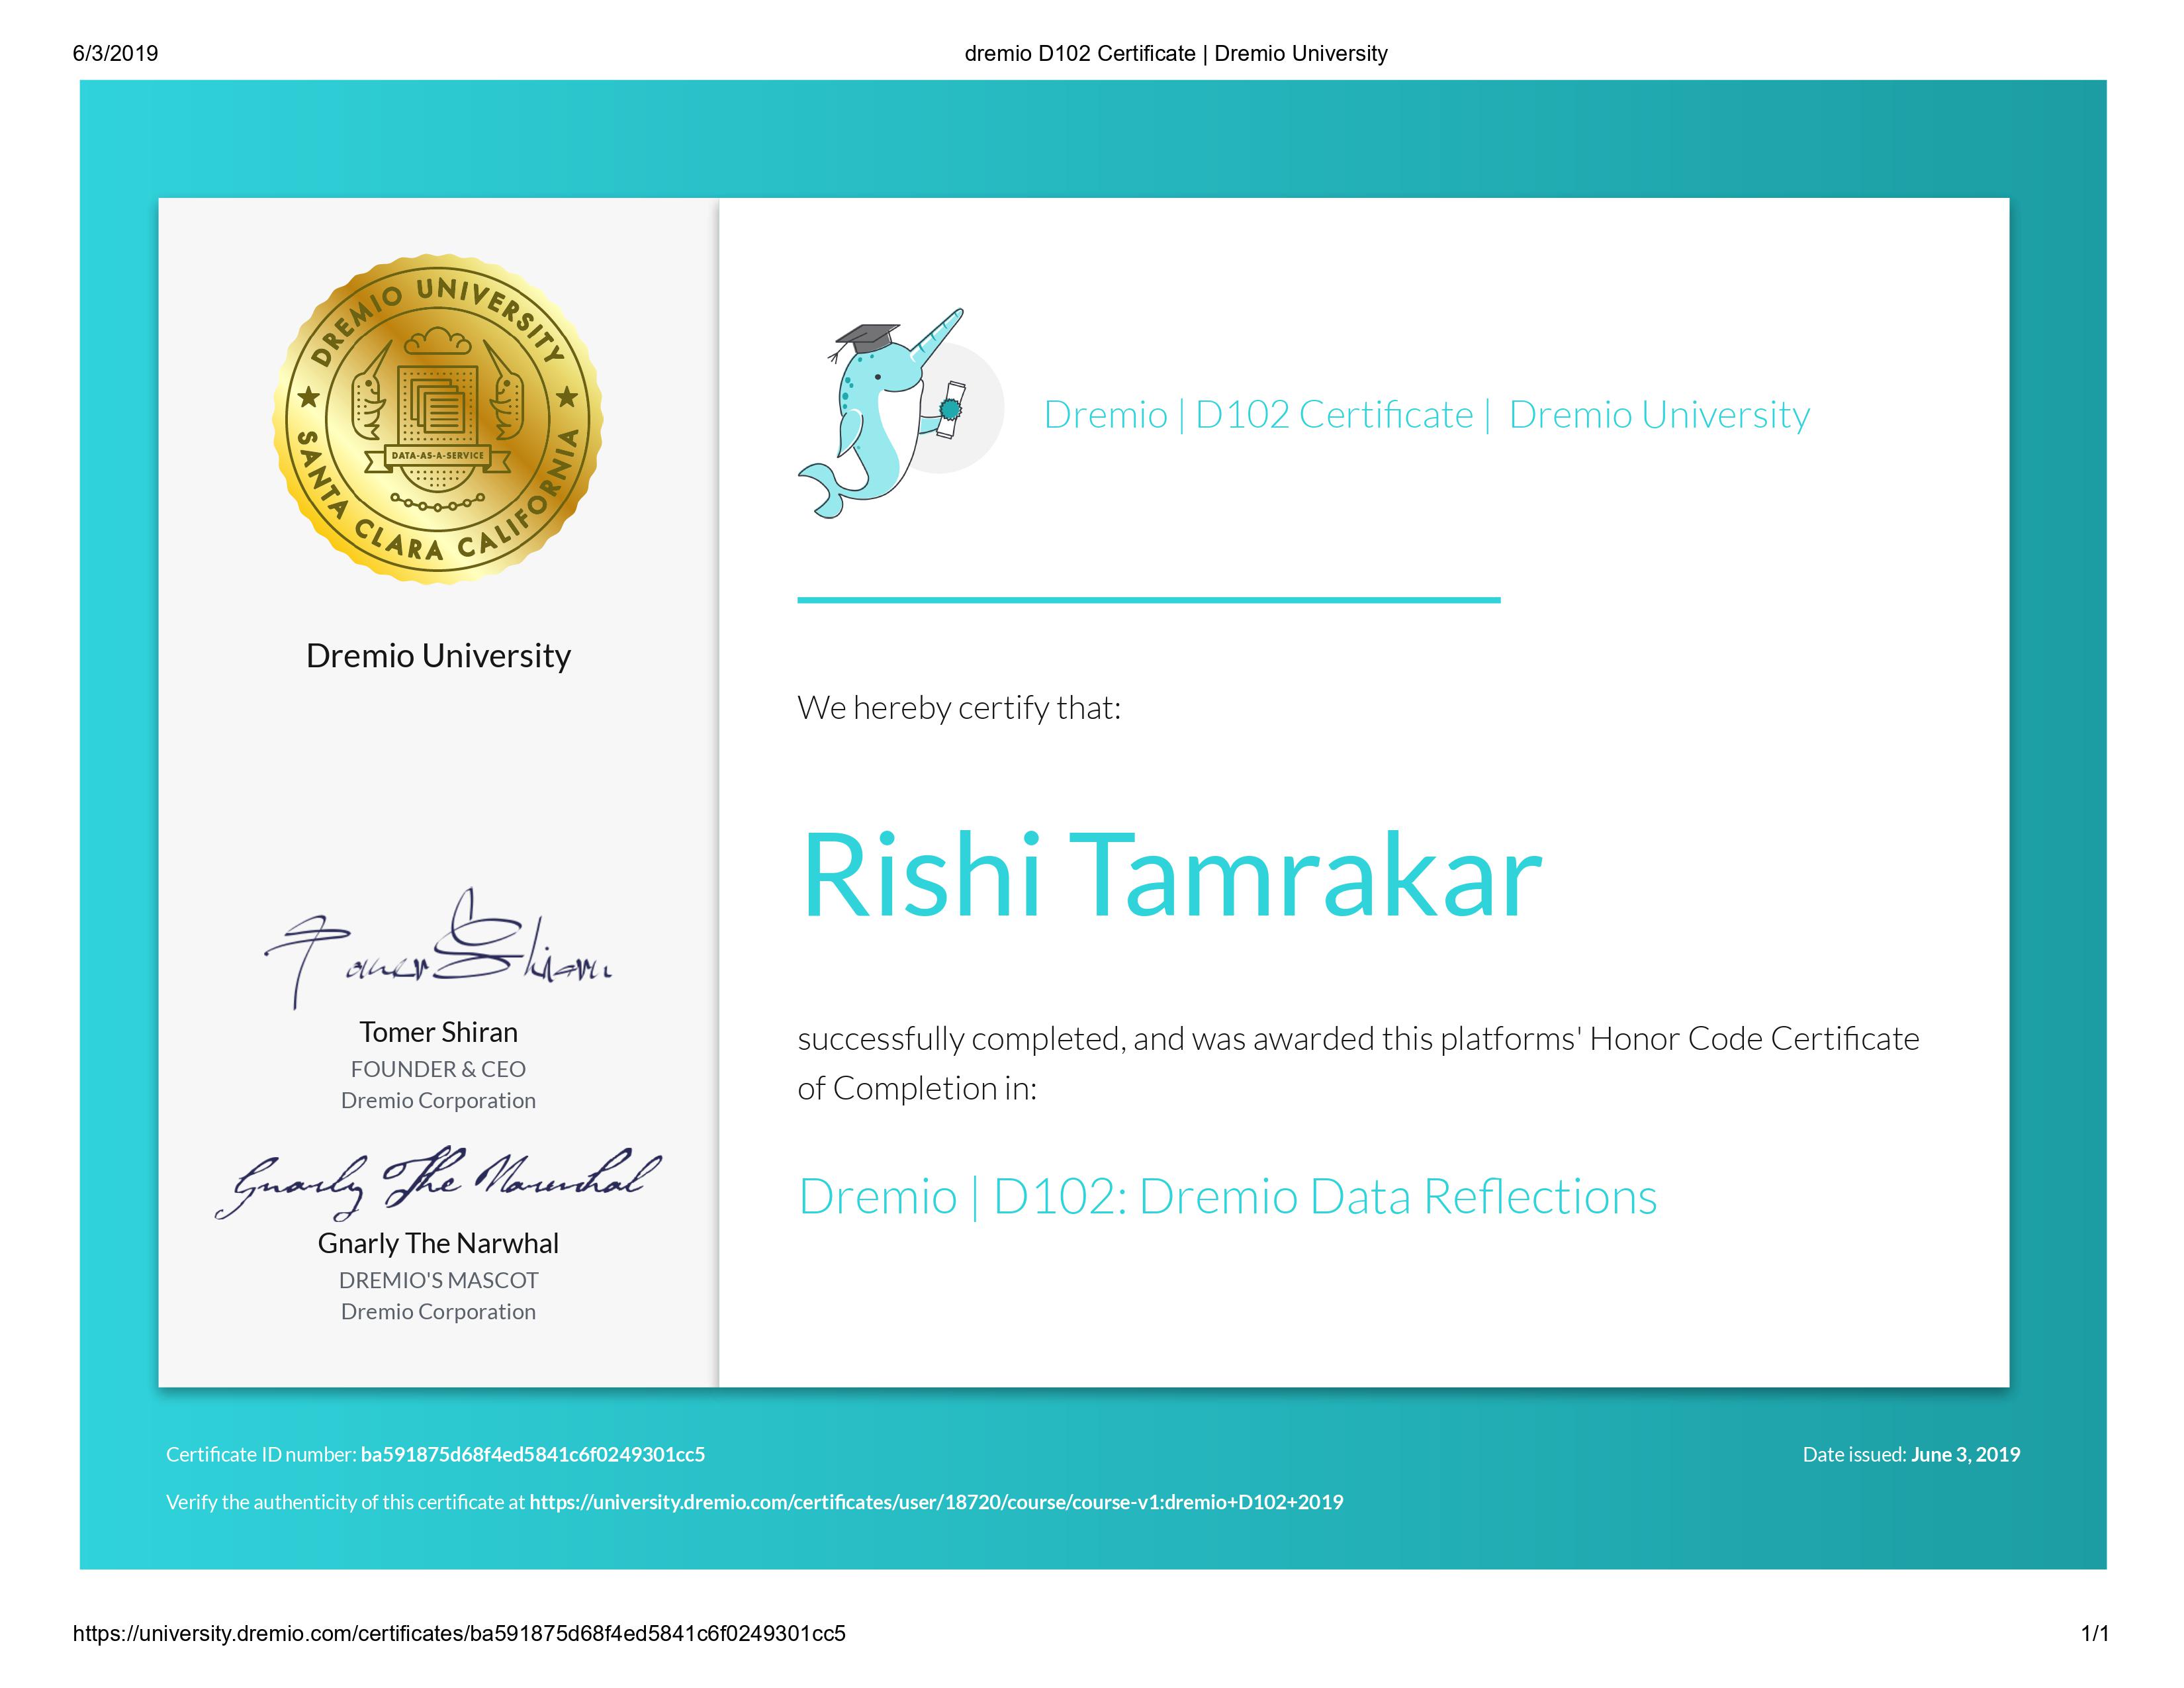 6/3/2019
dremio D102 Certificate | Dremio University
DREMIO UNIVERSITY
DATA-AS-A-SERVICE
SANTA CLARA CALIFORNIA
Dremio University
Tomer Shiran
Tomer Shiran
FOUNDER & CEO
Dremio Corporation
Gnarly The Narwhal
Gnarly The Narwhal
DREMIO'S MASCOT
Dremio Corporation
Dremio | D102 Certificate | Dremio University
We hereby certify that:
Rishi Tamrakar
successfully completed, and was awarded this platforms' Honor Code Certificate
of Completion in:
Dremio | D102: Dremio Data Reflections
Certificate ID number: ba591875d68f4ed5841c6f0249301cc5
Date issued: June 3, 2019
Verify the authenticity of this certificate at https://university.dremio.com/certificates/user/18720/course/course-v1:dremio+D102+2019
https://university.dremio.com/certificates/ba591875d68f4ed5841c6f0249301cc5
1/1